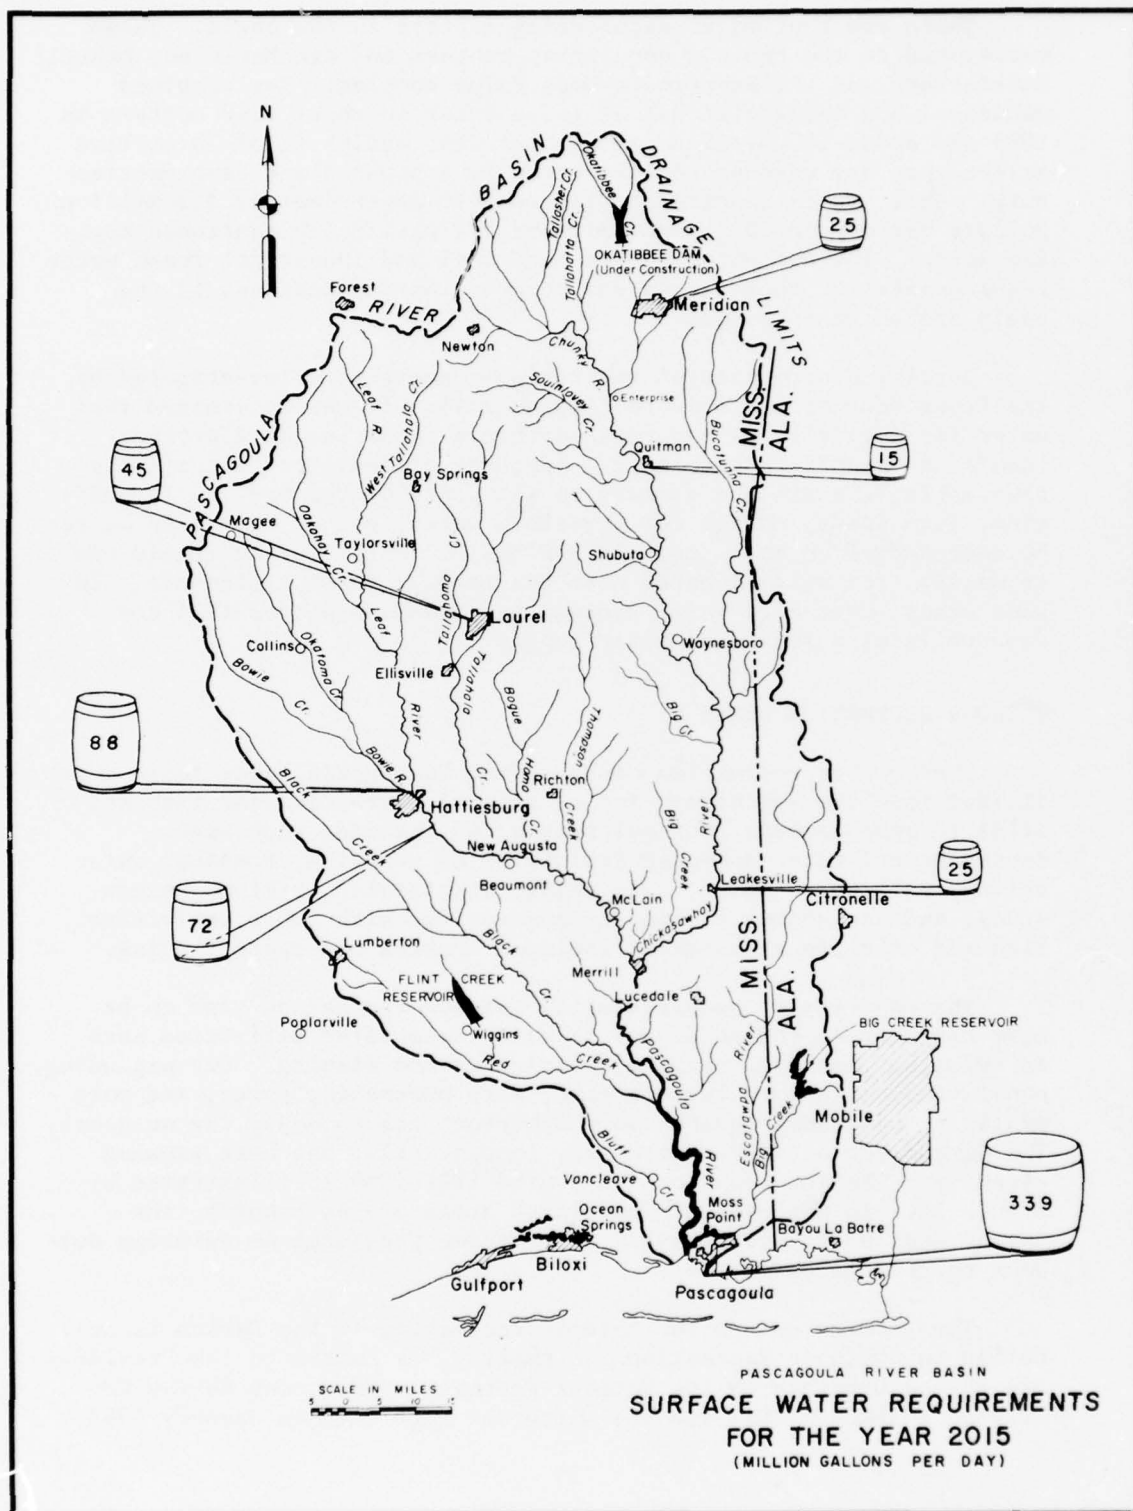 N
PASCAGOULA RIVER BASIN DRAINAGE LIMITS
Okatibbee Cr.
Tallasher Cr.
Tallahatta Cr.
OKATIBBEE DAM
(Under Construction)
25
Forest
Meridian
Newton
Chunky R
Souinlovey Cr.
Enterprise
Leaf R
West Tallahala Cr.
MISS.
ALA.
Bucatunna Cr.
Quitman
15
45
Bay Springs
Magee
Oakahay Cr.
Taylorsville
Shubuta
Tallahoma Cr
Leaf River
Laurel
Collins
Okatoma Cr.
Waynesboro
Bowie Cr.
Ellisville
Tallahala Cr.
Bogue Homo Cr.
Thomason Creek
Big Cr.
88
Bowie R
Black Creek
Richton
Hattiesburg
Big Creek
River
New Augusta
Beaumont
Leakesville
25
McLain
Chickasawhay
Citronelle
72
Black Cr.
Lumberton
MISS.
ALA.
Merrill
FLINT CREEK
RESERVOIR
Lucedale
Poplarville
Wiggins
BIG CREEK RESERVOIR
Red Creek
Pascagoula River
Escatawpa River
Big Creek
Mobile
Bluff Cr
Vancleave
Moss
Point
339
Ocean
Springs
Bayou La Batre
Biloxi
Gulfport
Pascagoula
PASCAGOULA RIVER BASIN
SCALE IN MILES
5 0 5 10 15
SURFACE WATER REQUIREMENTS
FOR THE YEAR 2015
(MILLION GALLONS PER DAY)